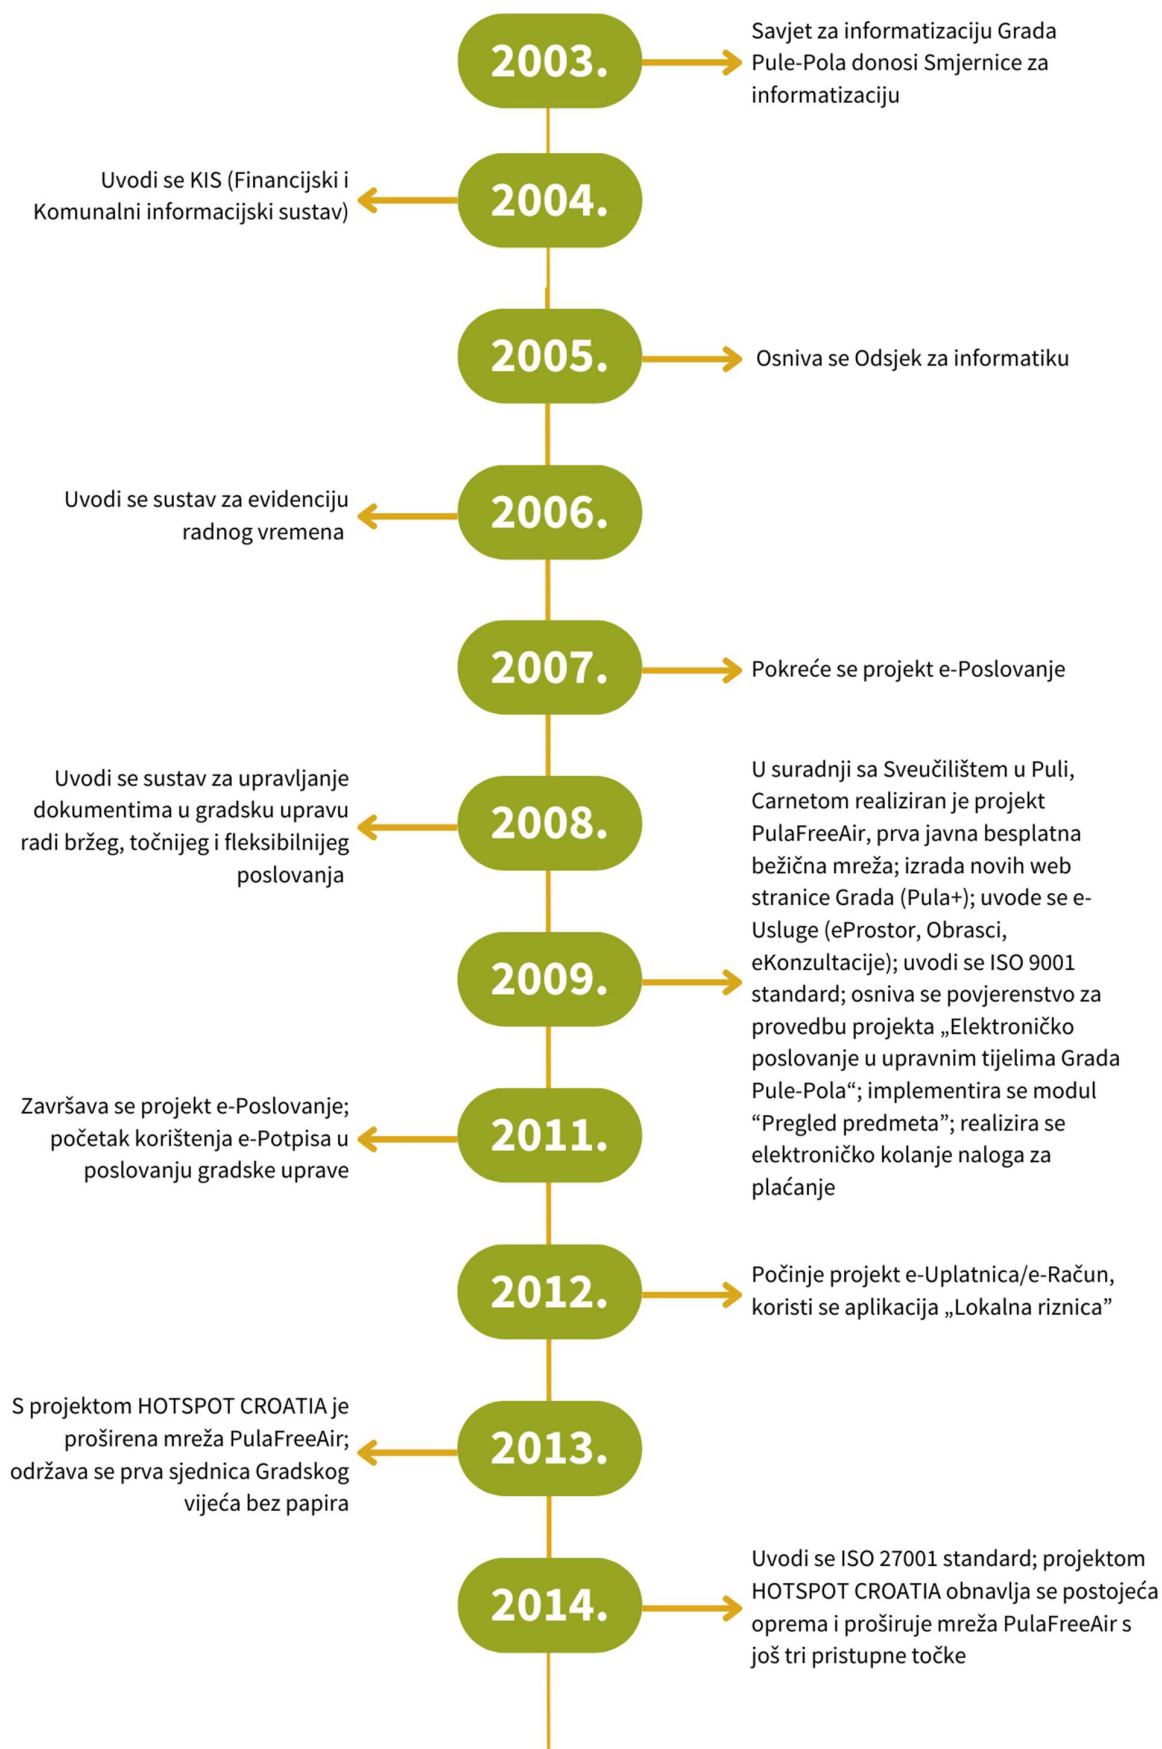 2003.
Savjet za informatizaciju Grada
Pule-Pola donosi Smjernice za
informatizaciju
2004.
Uvodi se KIS (Financijski i
Komunalni informacijski sustav)
2005.
Osniva se Odsjek za informatiku
2006.
Uvodi se sustav za evidenciju
radnog vremena
2007.
Pokreće se projekt e-Poslovanje
2008.
Uvodi se sustav za upravljanje
dokumentima u gradsku upravu
radi bržeg, točnijeg i fleksibilnijeg
poslovanja
2009.
U suradnji sa Sveučilištem u Puli,
Carnetom realiziran je projekt
PulaFreeAir, prva javna besplatna
bežična mreža; izrada novih web
stranice Grada (Pula+); uvode se e-
Usluge (eProstor, Obrasci,
eKonzultacije); uvodi se ISO 9001
standard; osniva se povjerenstvo za
provedbu projekta „Elektroničko
poslovanje u upravnim tijelima Grada
Pule-Pola“; implementira se modul
“Pregled predmeta”; realizira se
elektroničko kolanje naloga za
plaćanje
2011.
Završava se projekt e-Poslovanje;
početak korištenja e-Potpisa u
poslovanju gradske uprave
2012.
Počinje projekt e-Uplatnica/e-Račun,
koristi se aplikacija „Lokalna riznica”
2013.
S projektom HOTSPOT CROATIA je
proširena mreža PulaFreeAir;
održava se prva sjednica Gradskog
vijeća bez papira
2014.
Uvodi se ISO 27001 standard; projektom
HOTSPOT CROATIA obnavlja se postojeća
oprema i proširuje mreža PulaFreeAir s
još tri pristupne točke